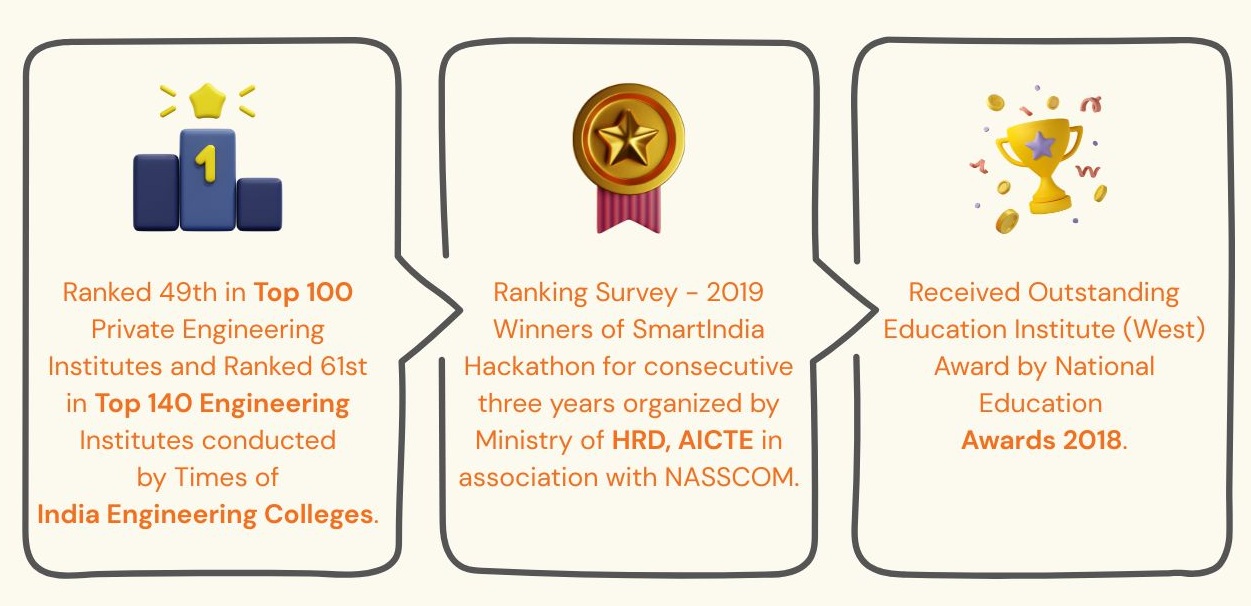 1
Ranked 49th in Top 100
Private Engineering
Institutes and Ranked 61st
in Top 140 Engineering
Institutes conducted
by Times of
India Engineering Colleges.
Ranking Survey - 2019
Winners of SmartIndia
Hackathon for consecutive
three years organized by
Ministry of HRD, AICTE in
association with NASSCOM.
Received Outstanding
Education Institute (West)
Award by National
Education
Awards 2018.